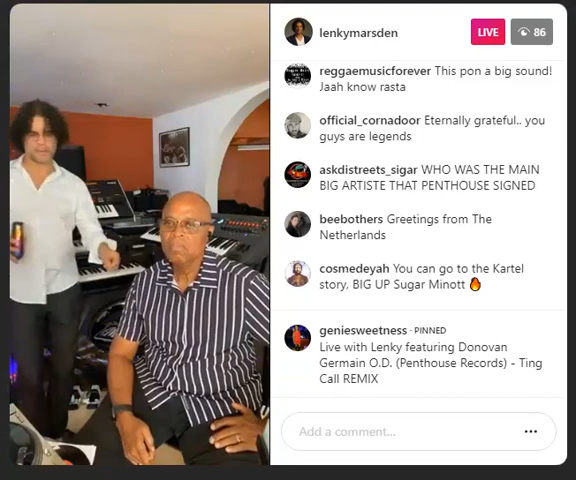 lenkymarsden
LIVE
86
reggaemusicforever This pon a big sound!
Jaah know rasta
official_cornadoor Eternally grateful.. you
guys are legends
askdistreets_sigar WHO WAS THE MAIN
BIG ARTISTE THAT PENTHOUSE SIGNED
beebothers Greetings from The
Netherlands
cosmedeyah You can go to the Kartel
story, BIG UP Sugar Minott 🔥
geniesweetness · PINNED
Live with Lenky featuring Donovan
Germain O.D. (Penthouse Records) - Ting
Call REMIX
Add a comment...